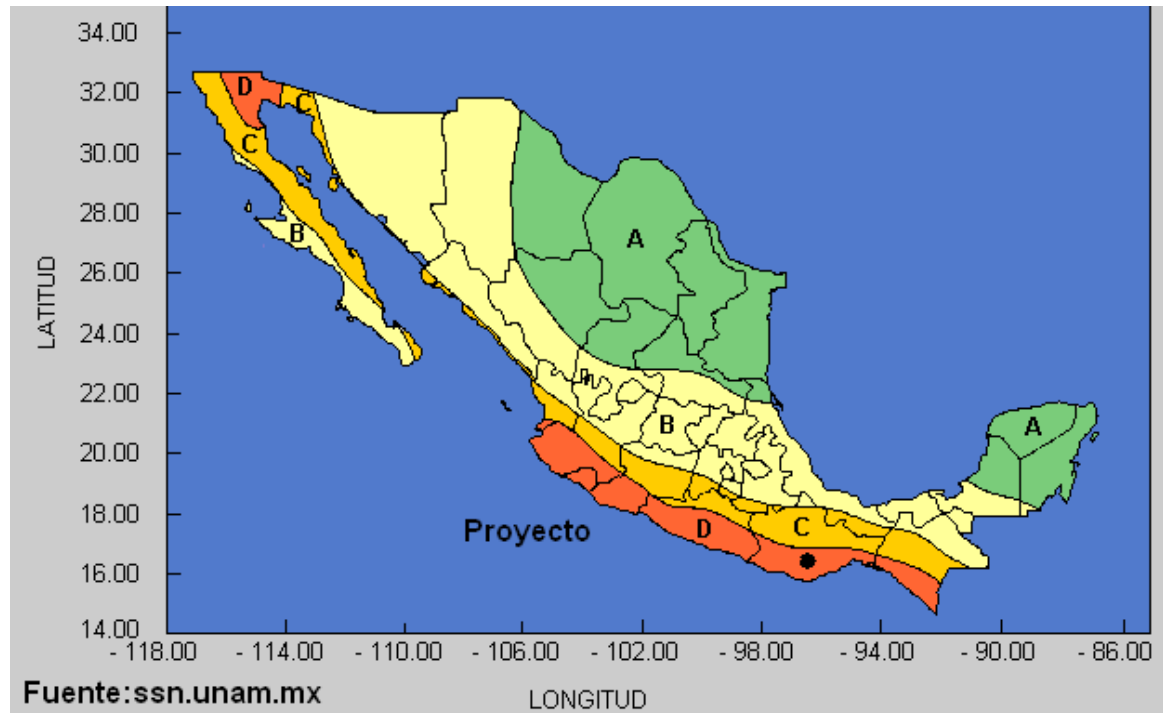 34.00
32.00
30.00
28.00
26.00
24.00
22.00
20.00
18.00
16.00
14.00
LATITUD
D
C
C
B
A
A
B
C
D
Proyecto
- 118.00 - 114.00 - 110.00 - 106.00 - 102.00 - 98.00 - 94.00 - 90.00 - 86.00
Fuente:ssn.unam.mx
LONGITUD